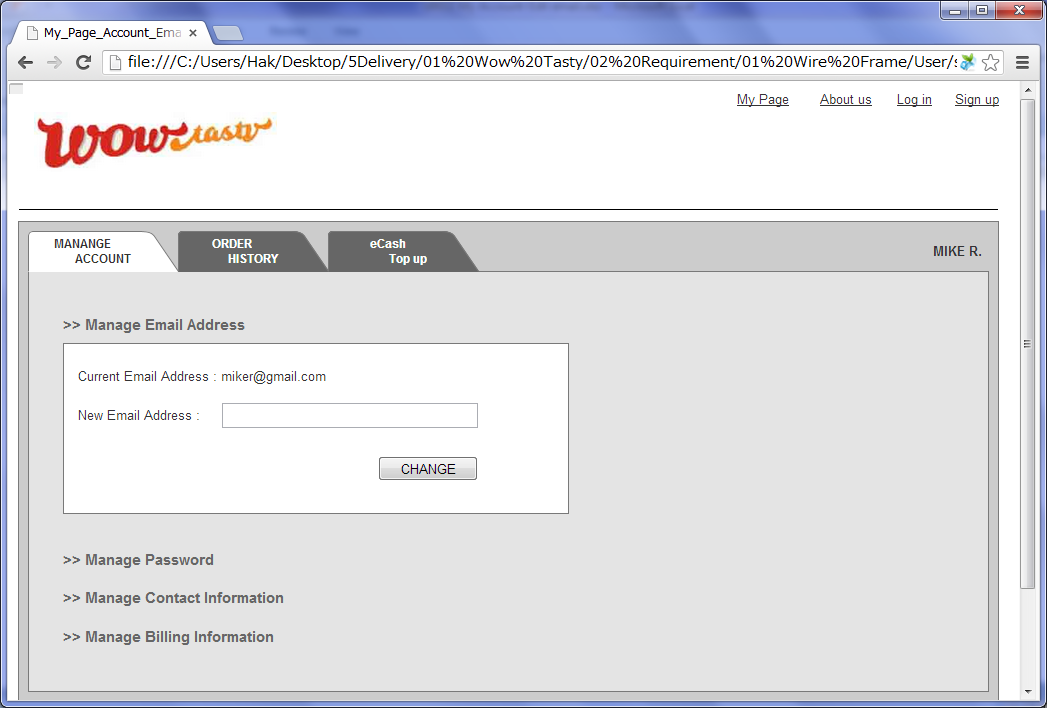 My_Page_Account_Ema
file:///C:/Users/Hak/Desktop/5Delivery/01%20Wow%20Tasty/02%20Requirement/01%20Wire%20Frame/User/s
My Page About us Log in Sign up
wow tasty
MANANGE
ACCOUNT
ORDER
HISTORY
eCash
Top up
MIKE R.
>> Manage Email Address
Current Email Address : miker@gmail.com
New Email Address :
CHANGE
>> Manage Password
>> Manage Contact Information
>> Manage Billing Information